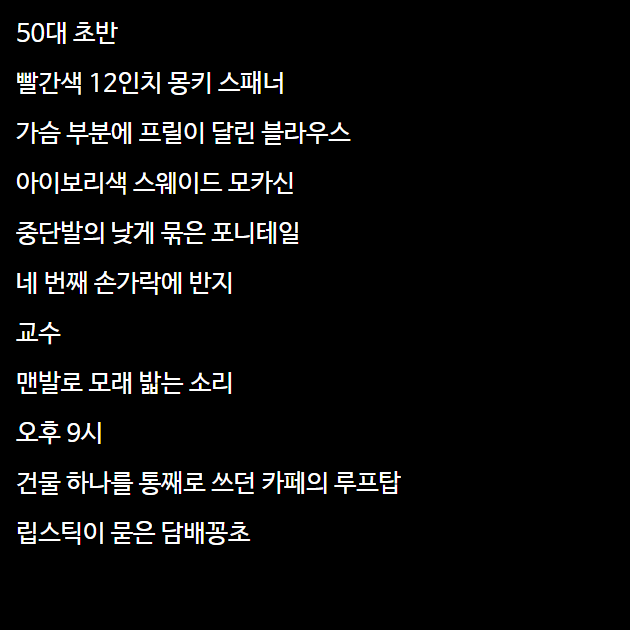 50대 초반
빨간색 12인치 몽키 스패너
가슴 부분에 프릴이 달린 블라우스
아이보리색 스웨이드 모카신
중단발의 낮게 묶은 포니테일
네 번째 손가락에 반지
교수
맨발로 모래 밟는 소리
오후 9시
건물 하나를 통째로 쓰던 카페의 루프탑
립스틱이 묻은 담배꽁초